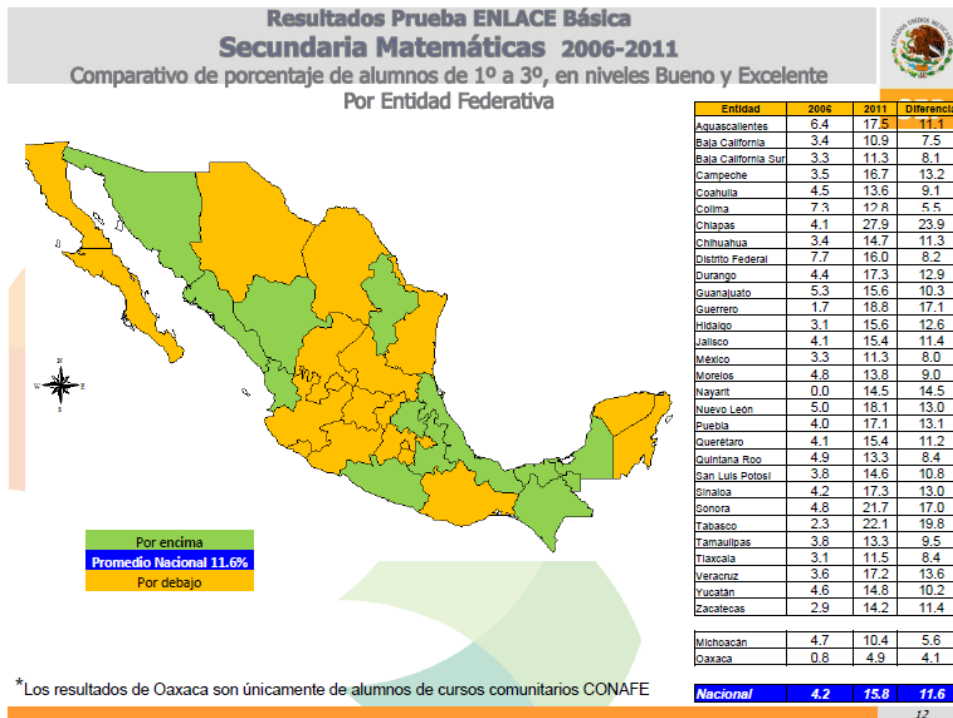 Resultados Prueba ENLACE Básica
Secundaria Matemáticas 2006-2011
Comparativo de porcentaje de alumnos de 1º a 3º, en niveles Bueno y Excelente
Por Entidad Federativa
ESTADOS UNIDOS MEXICANOS
Entidad 2006 2011 Diferencia
Aguascalientes 6.4 17.5 11.1
Baja California 3.4 10.9 7.5
Baja California Sur 3.3 11.3 8.1
Campeche 3.5 16.7 13.2
Coahuila 4.5 13.6 9.1
Colima 7.3 12.8 5.5
Chiapas 4.1 27.9 23.9
Chihuahua 3.4 14.7 11.3
Distrito Federal 7.7 16.0 8.2
Durango 4.4 17.3 12.9
Guanajuato 5.3 15.6 10.3
Guerrero 1.7 18.8 17.1
Hidalgo 3.1 15.6 12.6
Jalisco 4.1 15.4 11.4
México 3.3 11.3 8.0
Morelos 4.8 13.8 9.0
Nayarit 0.0 14.5 14.5
Nuevo León 5.0 18.1 13.0
Puebla 4.0 17.1 13.1
Querétaro 4.1 15.4 11.2
Quintana Roo 4.9 13.3 8.4
San Luis Potosí 3.8 14.6 10.8
Sinaloa 4.2 17.3 13.0
Sonora 4.8 21.7 17.0
Tabasco 2.3 22.1 19.8
Tamaulipas 3.8 13.3 9.5
Tlaxcala 3.1 11.5 8.4
Veracruz 3.6 17.2 13.6
Yucatán 4.6 14.8 10.2
Zacatecas 2.9 14.2 11.4
Michoacán 4.7 10.4 5.6
Oaxaca 0.8 4.9 4.1
Nacional 4.2 15.8 11.6
N
W E
S
Por encima
Promedio Nacional 11.6%
Por debajo
*Los resultados de Oaxaca son únicamente de alumnos de cursos comunitarios CONAFE
12